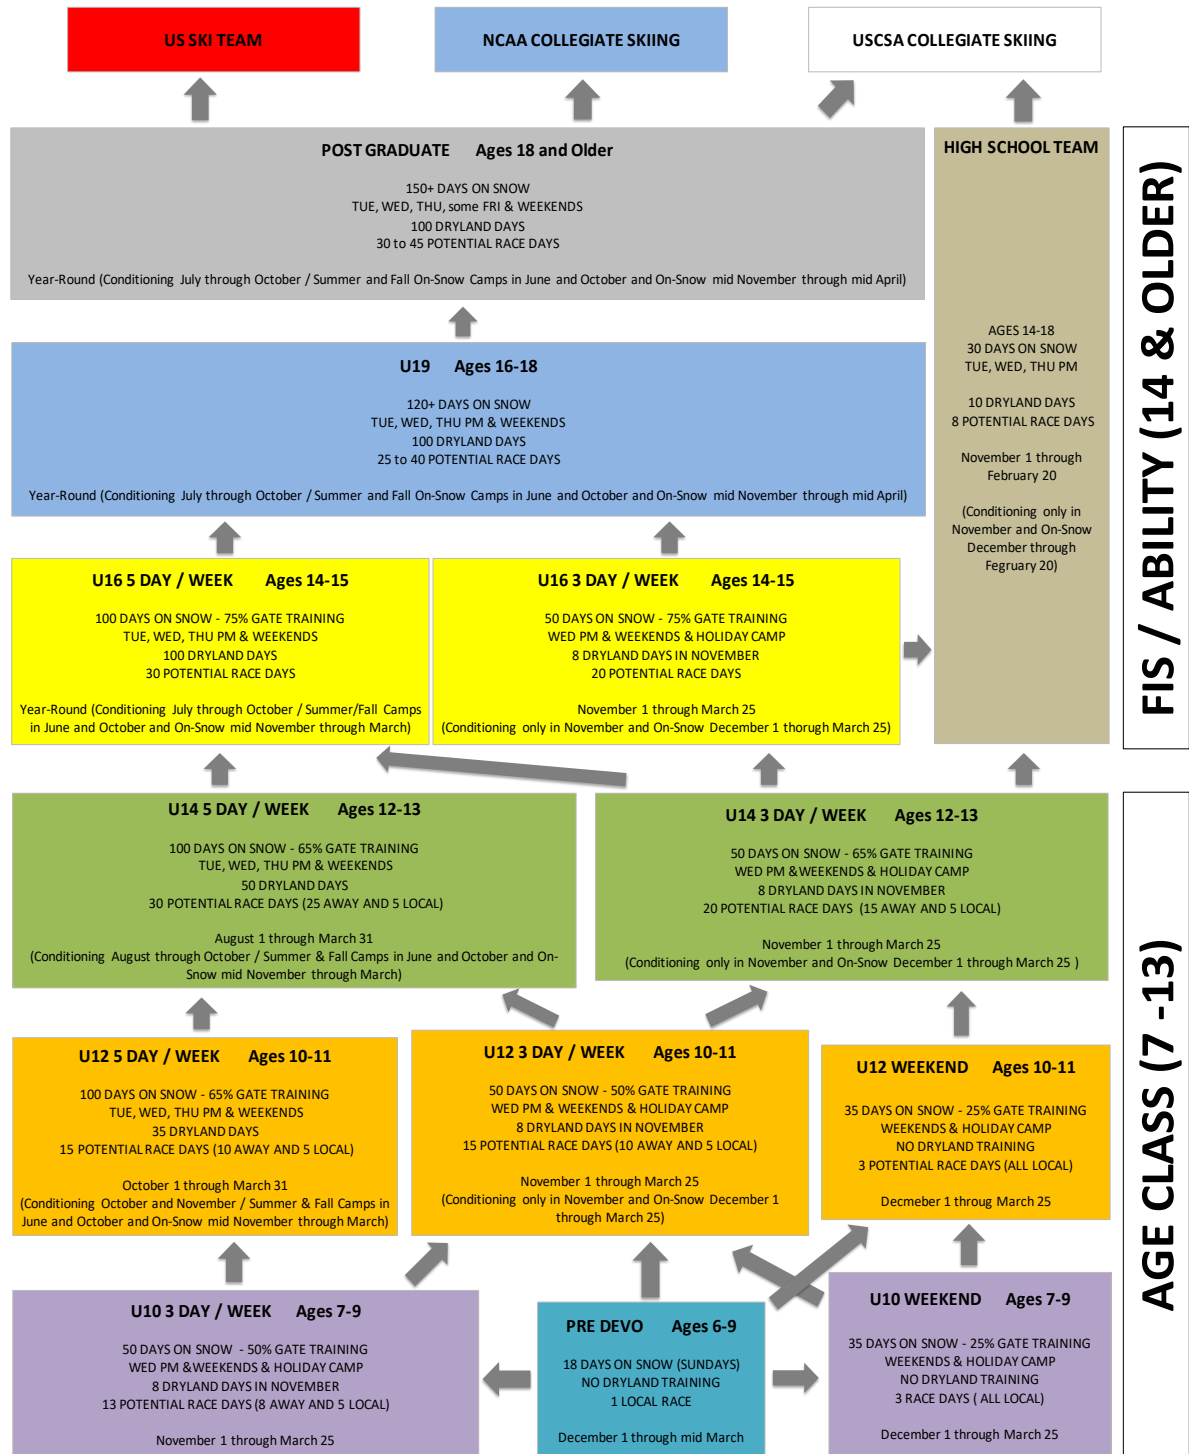 US SKI TEAM
NCAA COLLEGIATE SKIING
USCSA COLLEGIATE SKIING
POST GRADUATE Ages 18 and Older
150+ DAYS ON SNOW
TUE, WED, THU, some FRI & WEEKENDS
100 DRYLAND DAYS
30 to 45 POTENTIAL RACE DAYS
Year-Round (Conditioning July through October / Summer and Fall On-Snow Camps in June and October and On-Snow mid November through mid April)
HIGH SCHOOL TEAM
AGES 14-18
30 DAYS ON SNOW
TUE, WED, THU PM
10 DRYLAND DAYS
8 POTENTIAL RACE DAYS
November 1 through
February 20
(Conditioning only in
November and On-Snow
December through
Fegruary 20)
FIS / ABILITY (14 & OLDER)
U19 Ages 16-18
120+ DAYS ON SNOW
TUE, WED, THU PM & WEEKENDS
100 DRYLAND DAYS
25 to 40 POTENTIAL RACE DAYS
Year-Round (Conditioning July through October / Summer and Fall On-Snow Camps in June and October and On-Snow mid November through mid April)
U16 5 DAY / WEEK Ages 14-15
100 DAYS ON SNOW - 75% GATE TRAINING
TUE, WED, THU PM & WEEKENDS
100 DRYLAND DAYS
30 POTENTIAL RACE DAYS
Year-Round (Conditioning July through October / Summer/Fall Camps
in June and October and On-Snow mid November through March)
U16 3 DAY / WEEK Ages 14-15
50 DAYS ON SNOW - 75% GATE TRAINING
WED PM & WEEKENDS & HOLIDAY CAMP
8 DRYLAND DAYS IN NOVEMBER
20 POTENTIAL RACE DAYS
November 1 through March 25
(Conditioning only in November and On-Snow December 1 thorugh March 25)
U14 5 DAY / WEEK Ages 12-13
100 DAYS ON SNOW - 65% GATE TRAINING
TUE, WED, THU PM & WEEKENDS
50 DRYLAND DAYS
30 POTENTIAL RACE DAYS (25 AWAY AND 5 LOCAL)
August 1 through March 31
(Conditioning August through October / Summer & Fall Camps in June and October and On-
Snow mid November through March)
U14 3 DAY / WEEK Ages 12-13
50 DAYS ON SNOW - 65% GATE TRAINING
WED PM &WEEKENDS & HOLIDAY CAMP
8 DRYLAND DAYS IN NOVEMBER
20 POTENTIAL RACE DAYS (15 AWAY AND 5 LOCAL)
November 1 through March 25
(Conditioning only in November and On-Snow December 1 through March 25 )
AGE CLASS (7 -13)
U12 5 DAY / WEEK Ages 10-11
100 DAYS ON SNOW - 65% GATE TRAINING
TUE, WED, THU PM & WEEKENDS
35 DRYLAND DAYS
15 POTENTIAL RACE DAYS (10 AWAY AND 5 LOCAL)
October 1 through March 31
(Conditioning October and November / Summer & Fall Camps in
June and October and On-Snow mid November through March)
U12 3 DAY / WEEK Ages 10-11
50 DAYS ON SNOW - 50% GATE TRAINING
WED PM & WEEKENDS & HOLIDAY CAMP
8 DRYLAND DAYS IN NOVEMBER
15 POTENTIAL RACE DAYS (10 AWAY AND 5 LOCAL)
November 1 through March 25
(Conditioning only in November and On-Snow December 1
through March 25)
U12 WEEKEND Ages 10-11
35 DAYS ON SNOW - 25% GATE TRAINING
WEEKENDS & HOLIDAY CAMP
NO DRYLAND TRAINING
3 POTENTIAL RACE DAYS (ALL LOCAL)
Decmeber 1 throug March 25
U10 3 DAY / WEEK Ages 7-9
50 DAYS ON SNOW - 50% GATE TRAINING
WED PM &WEEKENDS & HOLIDAY CAMP
8 DRYLAND DAYS IN NOVEMBER
13 POTENTIAL RACE DAYS (8 AWAY AND 5 LOCAL)
November 1 through March 25
PRE DEVO Ages 6-9
18 DAYS ON SNOW (SUNDAYS)
NO DRYLAND TRAINING
1 LOCAL RACE
December 1 through mid March
U10 WEEKEND Ages 7-9
35 DAYS ON SNOW - 25% GATE TRAINING
WEEKENDS & HOLIDAY CAMP
NO DRYLAND TRAINING
3 RACE DAYS ( ALL LOCAL)
December 1 through March 25